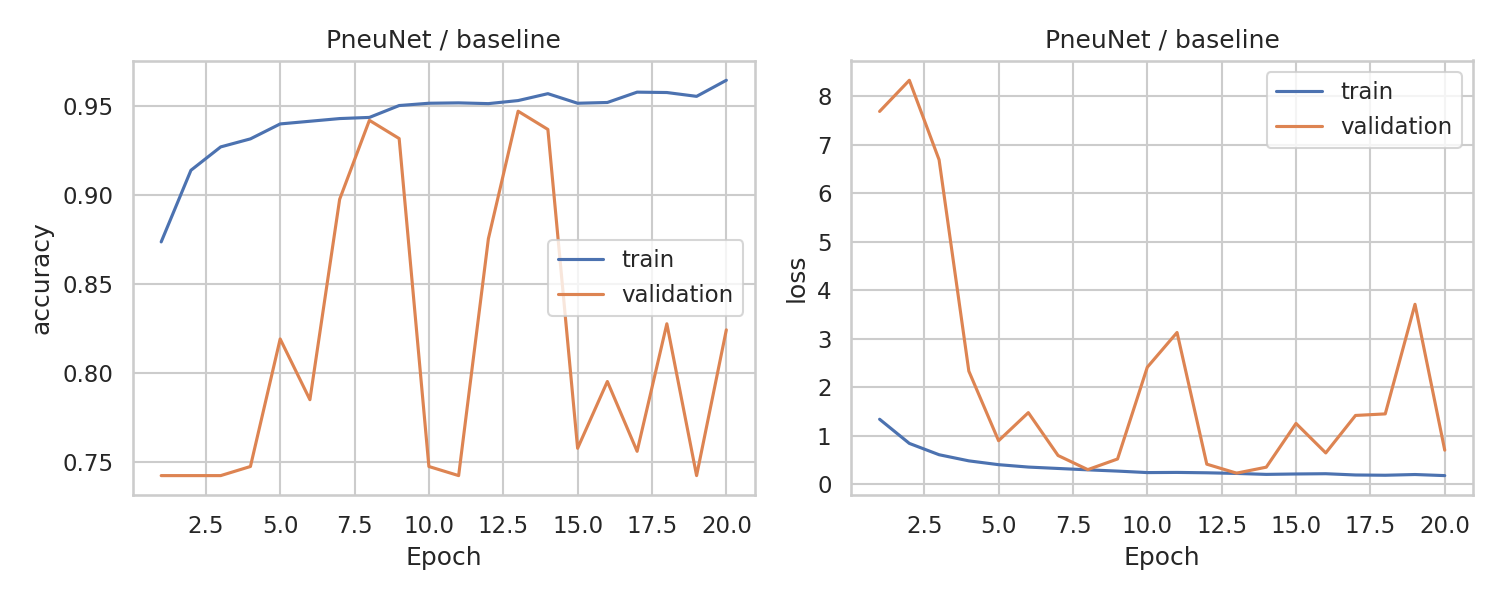 PneuNet / baseline
0.95
0.90
0.85
0.80
0.75
accuracy
train
validation
2.5 5.0 7.5 10.0 12.5 15.0 17.5 20.0
Epoch
PneuNet / baseline
8
7
6
5
4
3
2
1
0
loss
train
validation
2.5 5.0 7.5 10.0 12.5 15.0 17.5 20.0
Epoch